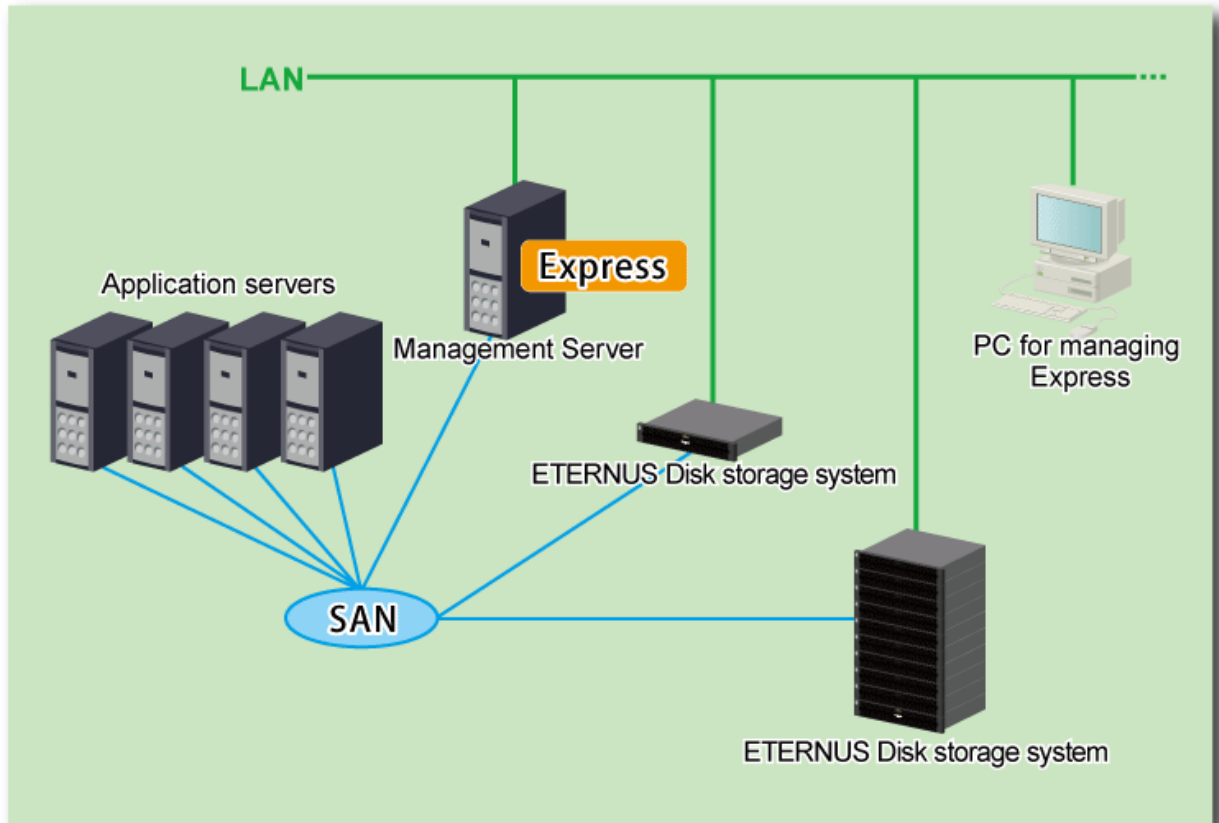 LAN
Express
Application servers
Management Server
PC for managing
Express
ETERNUS Disk storage system
SAN
ETERNUS Disk storage system